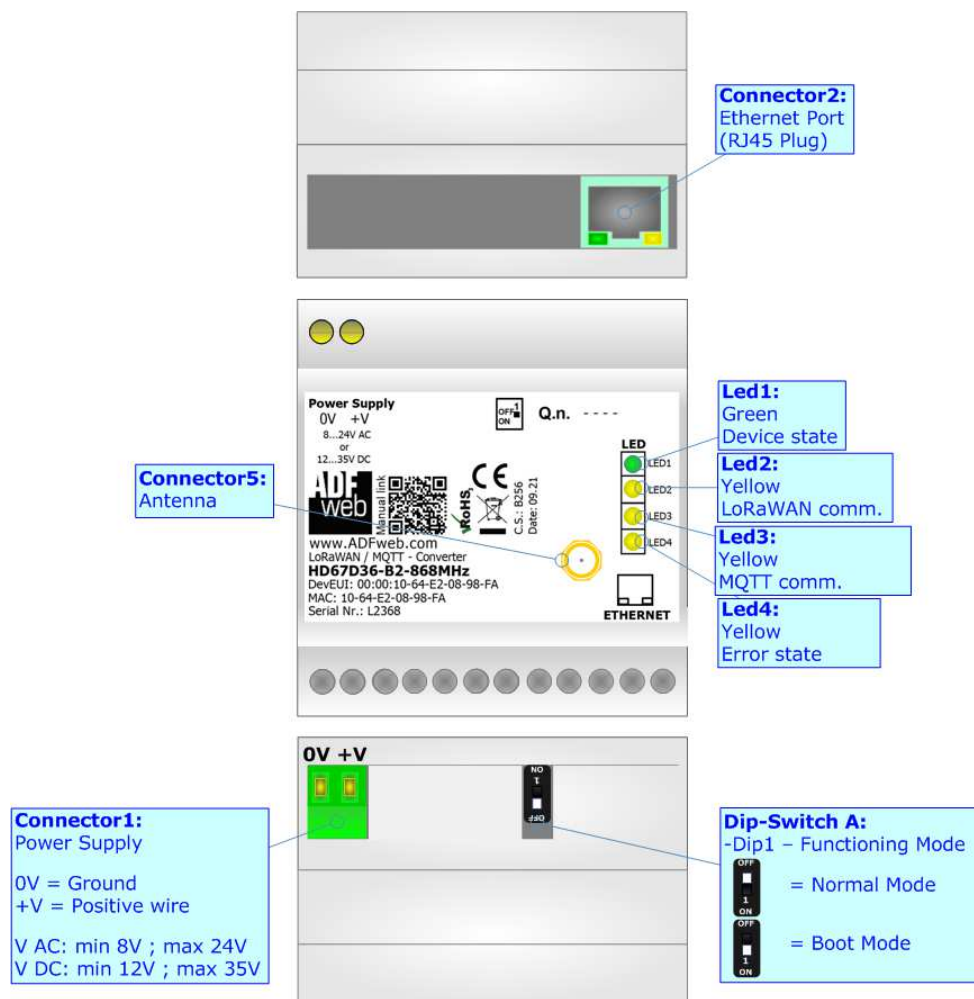 Connector2:
Ethernet Port
(RJ45 Plug)
Power Supply
0V +V
8...24V AC
or
12...35V DC
OFF 1
ON
Q.n. ----
LED
LED1
LED2
LED3
LED4
Led1:
Green
Device state
Led2:
Yellow
LoRaWAN comm.
Led3:
Yellow
MQTT comm.
Led4:
Yellow
Error state
Connector5:
Antenna
ADF
web
Manual link
RoHS
CE
C.S.: B256
Date: 09.21
www.ADFweb.com
LoRaWAN / MQTT - Converter
HD67D36-B2-868MHz
DevEUI: 00:00:10-64-E2-08-98-FA
MAC: 10-64-E2-08-98-FA
Serial Nr.: L2368
ETHERNET
0V +V
ON
1
OFF
Connector1:
Power Supply
0V = Ground
+V = Positive wire
V AC: min 8V ; max 24V
V DC: min 12V ; max 35V
Dip-Switch A:
-Dip1 – Functioning Mode
OFF
1
ON
= Normal Mode
OFF
1
ON
= Boot Mode